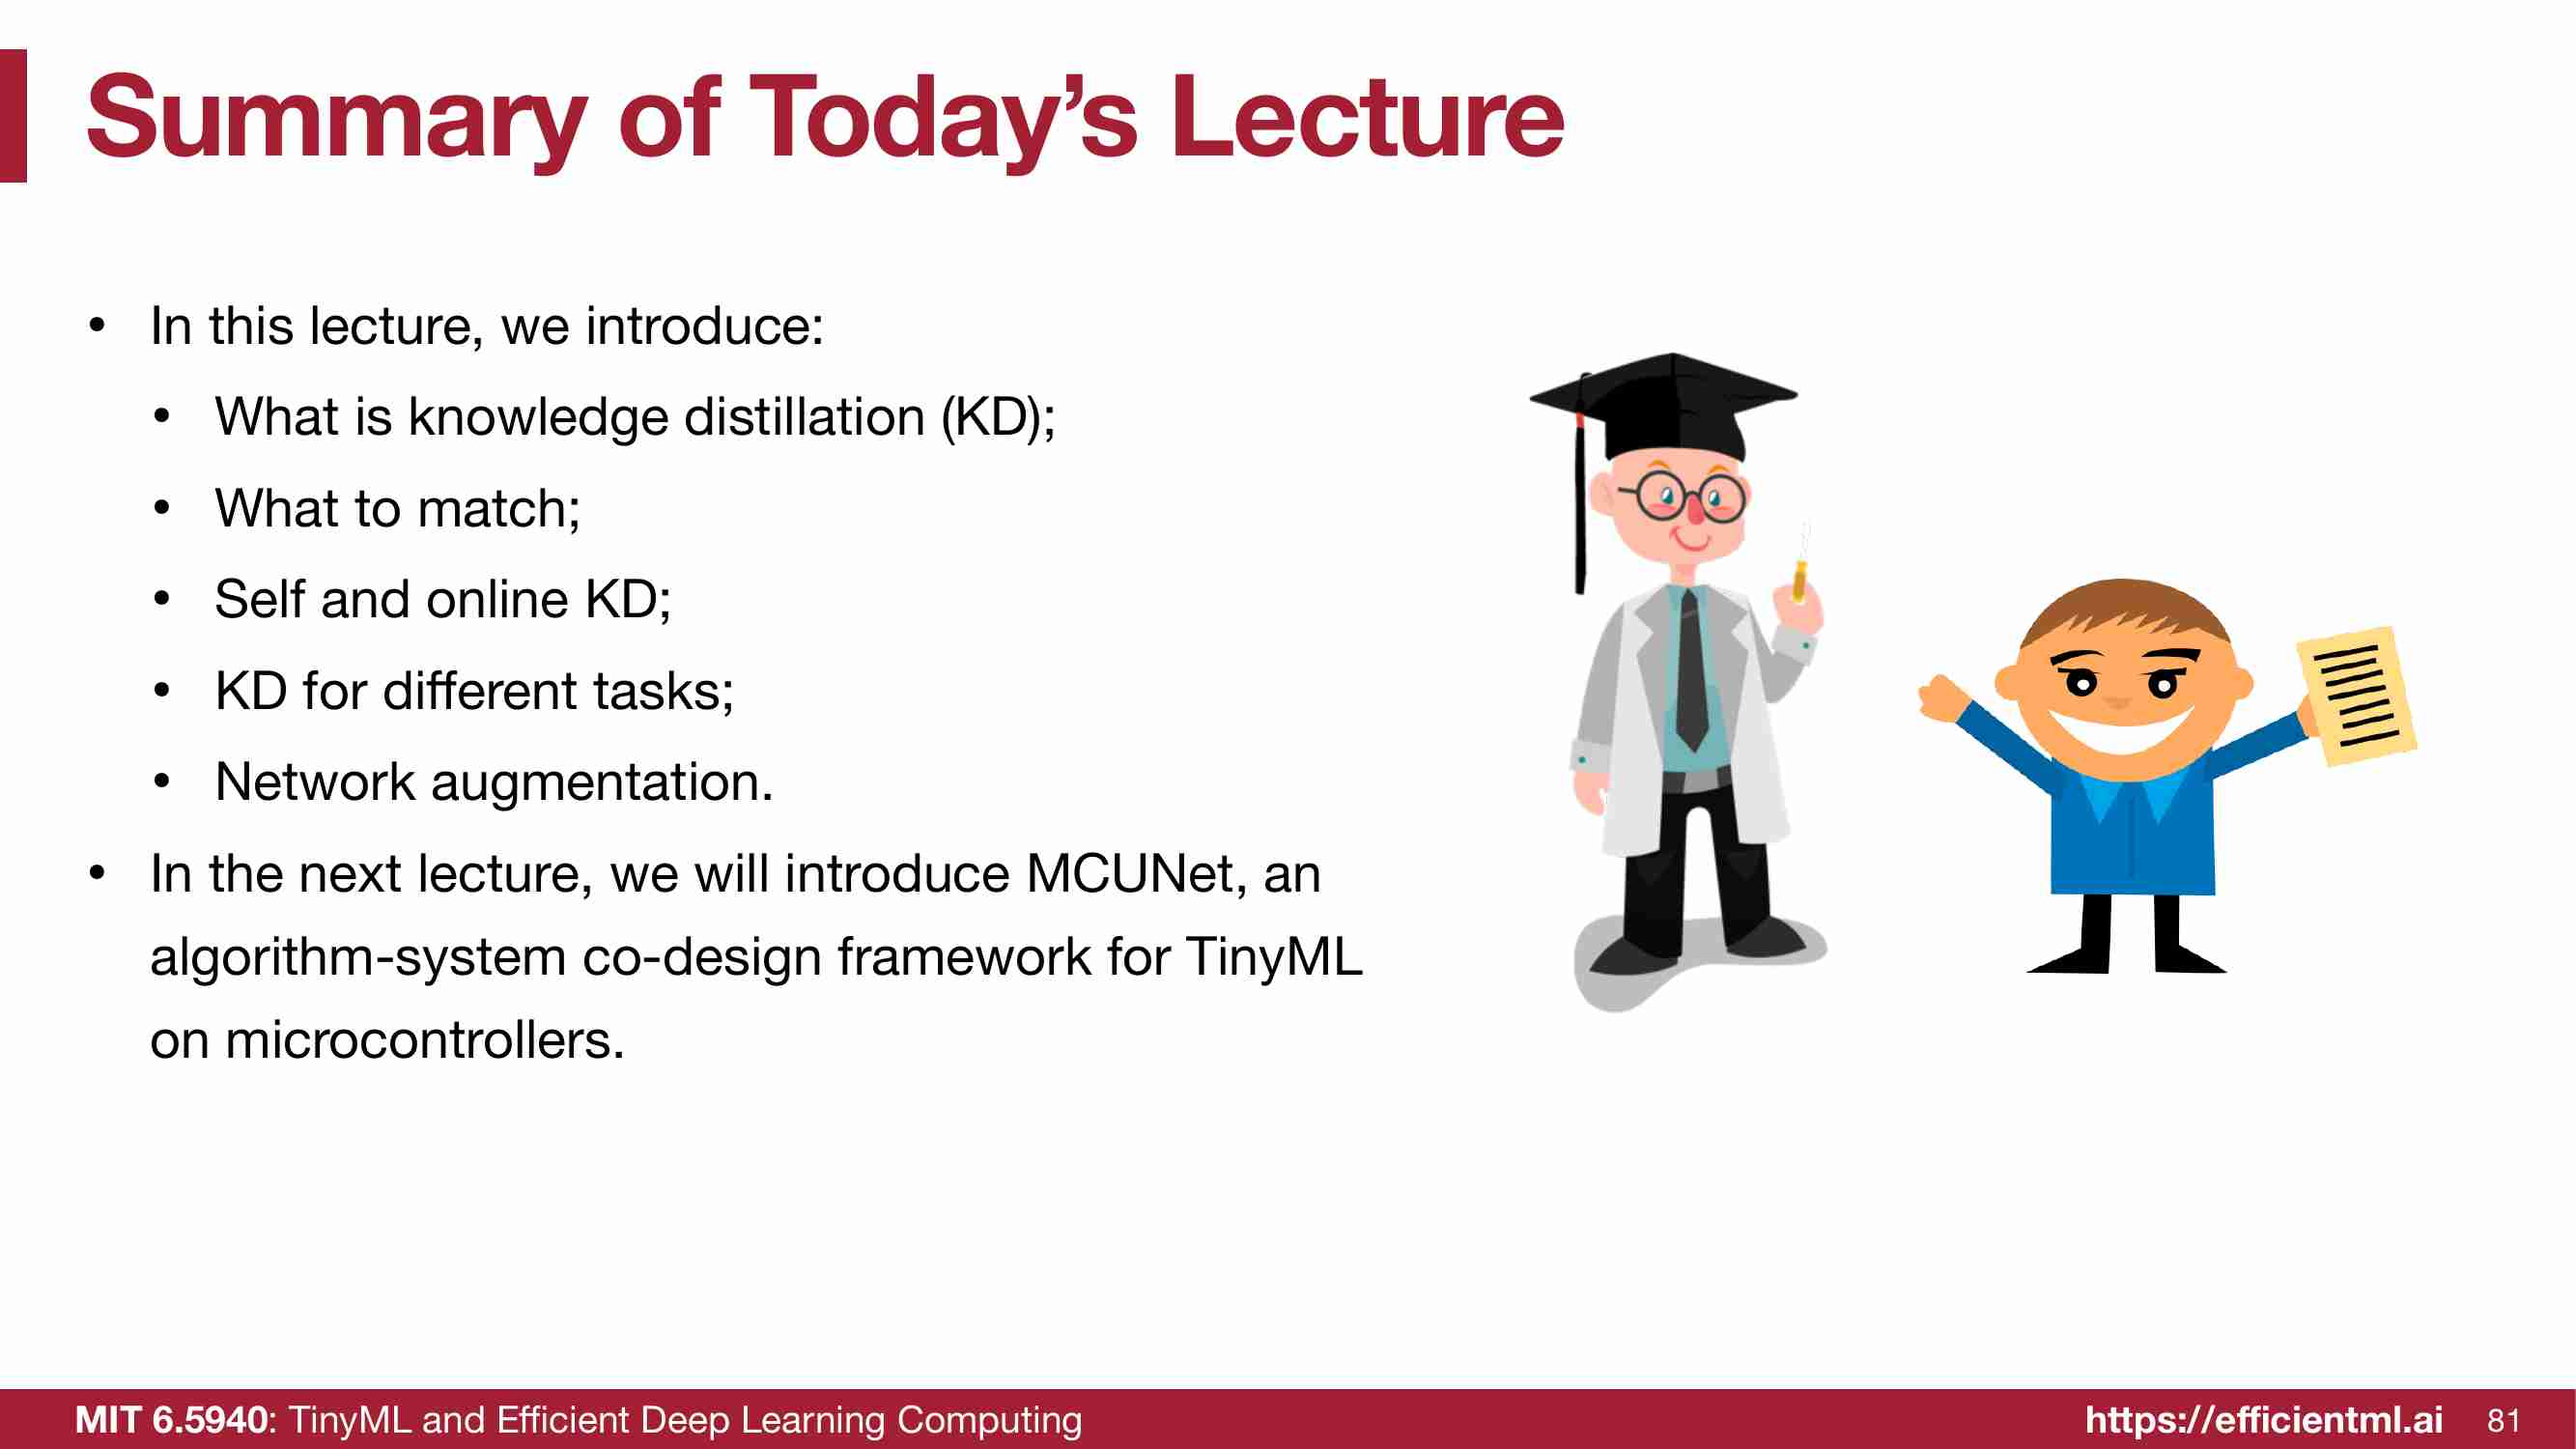 Summary of Today’s Lecture
• In this lecture, we introduce:
• What is knowledge distillation (KD);
• What to match;
• Self and online KD;
• KD for different tasks;
• Network augmentation.
• In the next lecture, we will introduce MCUNet, an
algorithm-system co-design framework for TinyML
on microcontrollers.
MIT 6.5940: TinyML and Efficient Deep Learning Computing
https://efficientml.ai 81